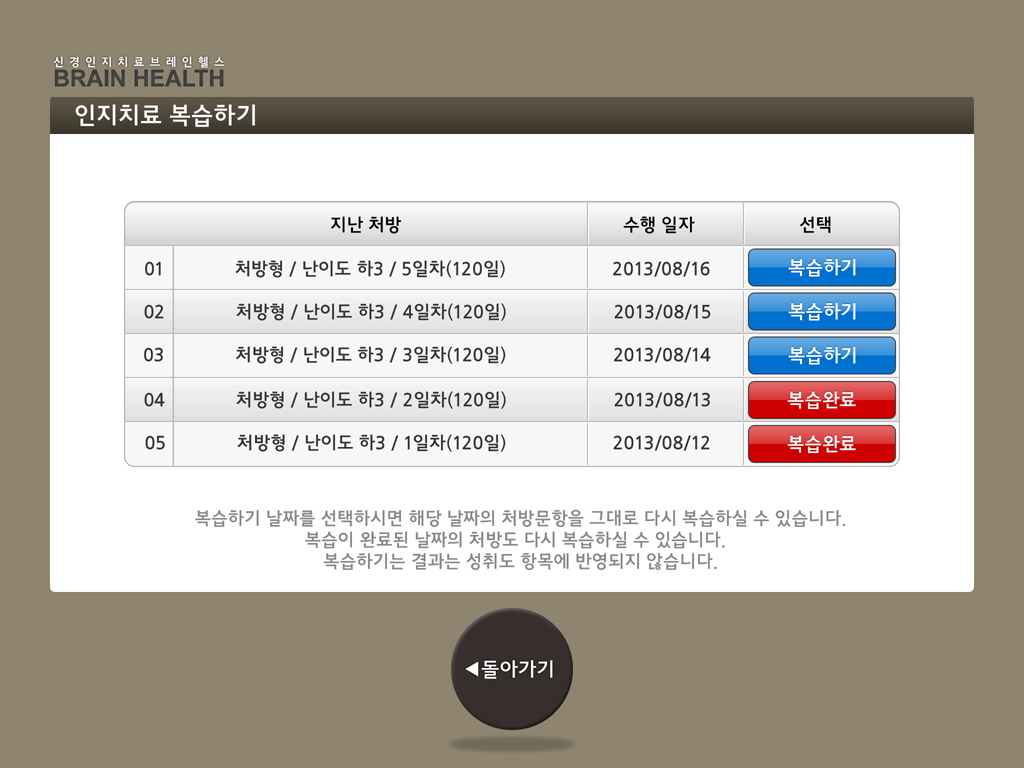 신경인지치료브레인헬스
BRAIN HEALTH
인지치료 복습하기
지난 처방 수행 일자 선택
01 처방형 / 난이도 하3 / 5일차(120일) 2013/08/16 복습하기
02 처방형 / 난이도 하3 / 4일차(120일) 2013/08/15 복습하기
03 처방형 / 난이도 하3 / 3일차(120일) 2013/08/14 복습하기
04 처방형 / 난이도 하3 / 2일차(120일) 2013/08/13 복습완료
05 처방형 / 난이도 하3 / 1일차(120일) 2013/08/12 복습완료
복습하기 날짜를 선택하시면 해당 날짜의 처방문항을 그대로 다시 복습하실 수 있습니다.
복습이 완료된 날짜의 처방도 다시 복습하실 수 있습니다.
복습하기는 결과는 성취도 항목에 반영되지 않습니다.
◀돌아가기